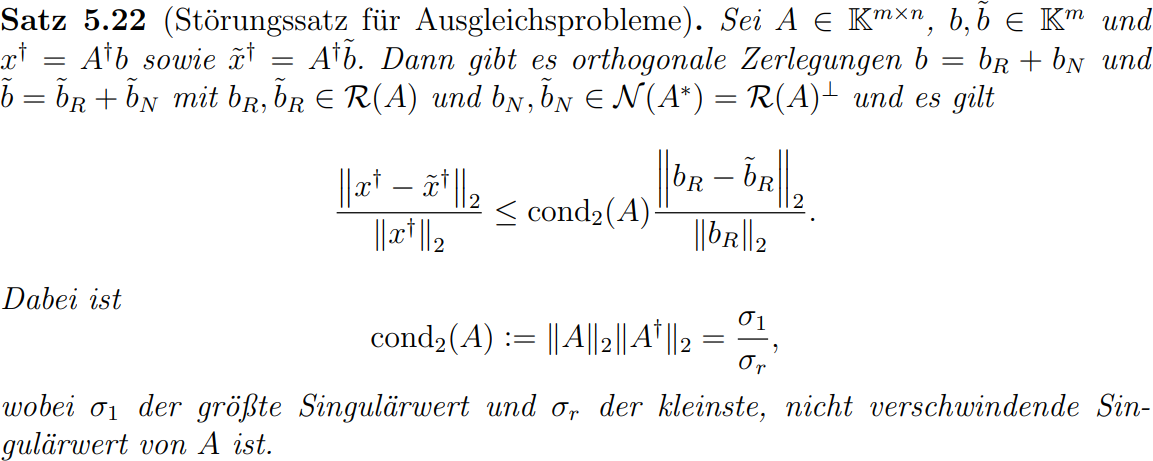 Satz 5.22 (Störungssatz für Ausgleichsprobleme). Sei A ∈ 𝕂^{m×n}, b, b̃ ∈ 𝕂^m und
x† = A†b sowie x̃† = A†b̃. Dann gibt es orthogonale Zerlegungen b = b_R + b_N und
b̃ = b̃_R + b̃_N mit b_R, b̃_R ∈ R(A) und b_N, b̃_N ∈ N(A*) = R(A)^⊥ und es gilt
‖x† − x̃†‖₂ / ‖x†‖₂ ≤ cond₂(A) ‖b_R − b̃_R‖₂ / ‖b_R‖₂.
Dabei ist
cond₂(A) := ‖A‖₂‖A†‖₂ = σ₁/σ_r,
wobei σ₁ der größte Singulärwert und σ_r der kleinste, nicht verschwindende Sin-
gulärwert von A ist.